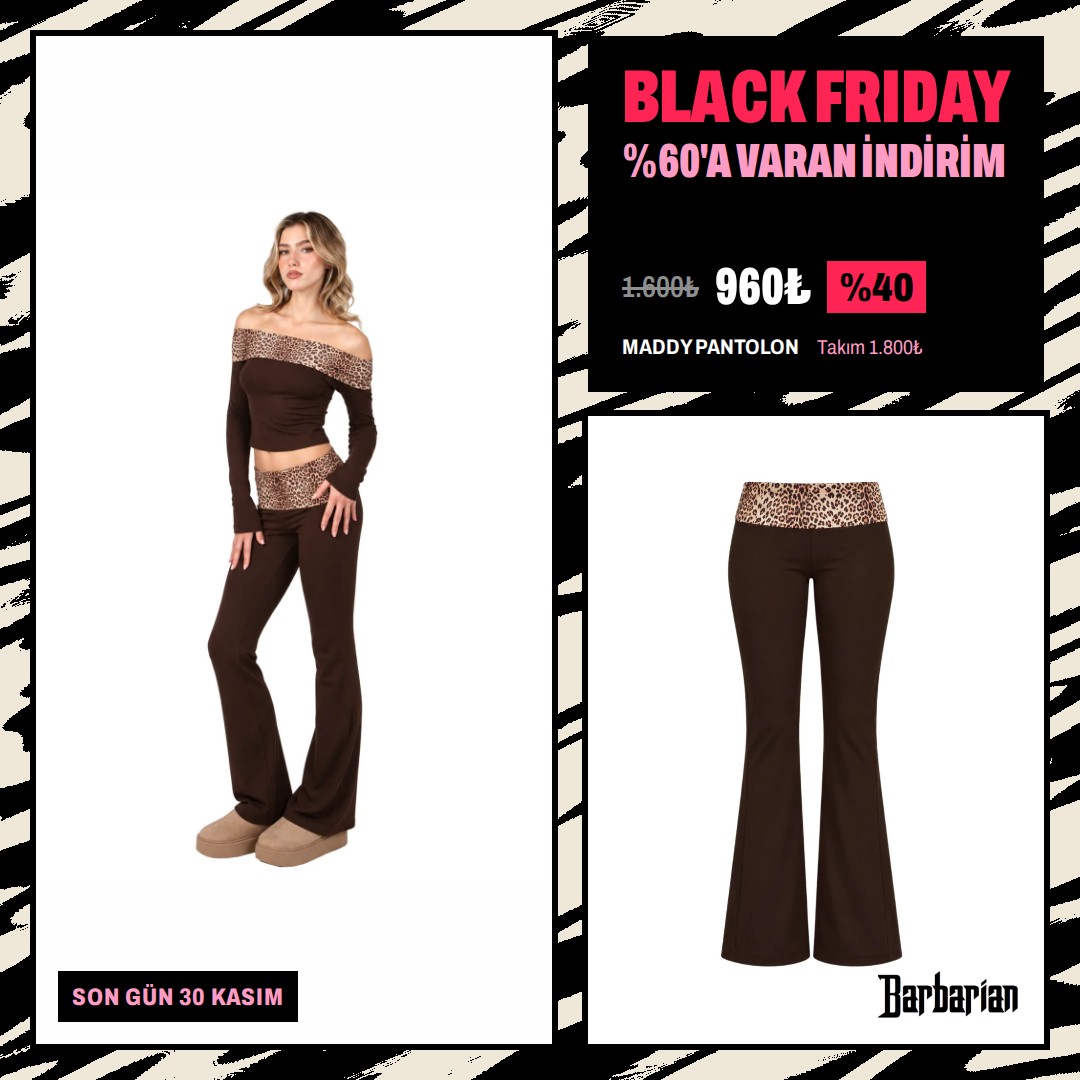 BLACK FRIDAY
%60'A VARAN İNDİRİM
1.600₺ 960₺ %40
MADDY PANTOLON Takım 1.800₺
SON GÜN 30 KASIM
Barbarian